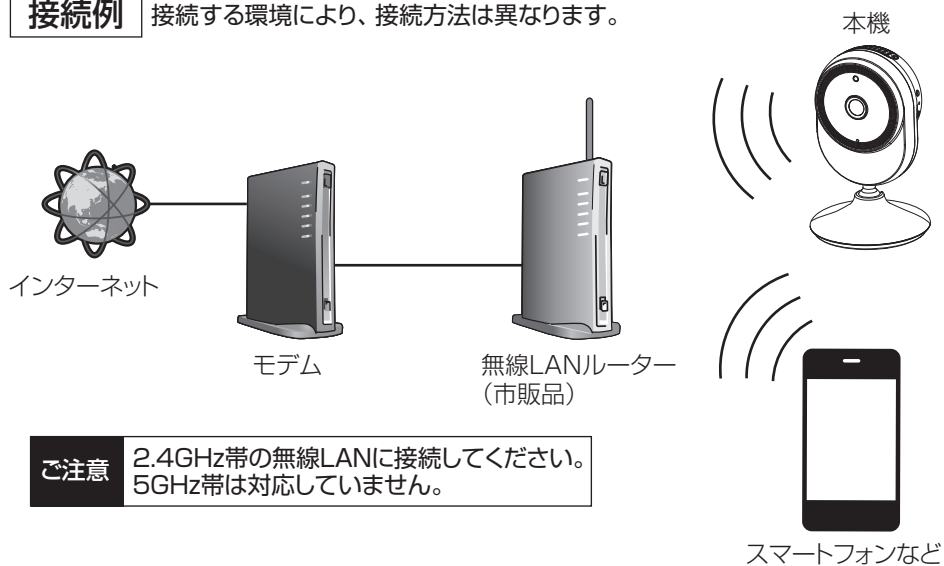 接続例 接続する環境により、接続方法は異なります。
本機
インターネット
モデム
無線LANルーター
（市販品）
ご注意
2.4GHz帯の無線LANに接続してください。
5GHz帯は対応していません。
スマートフォンなど